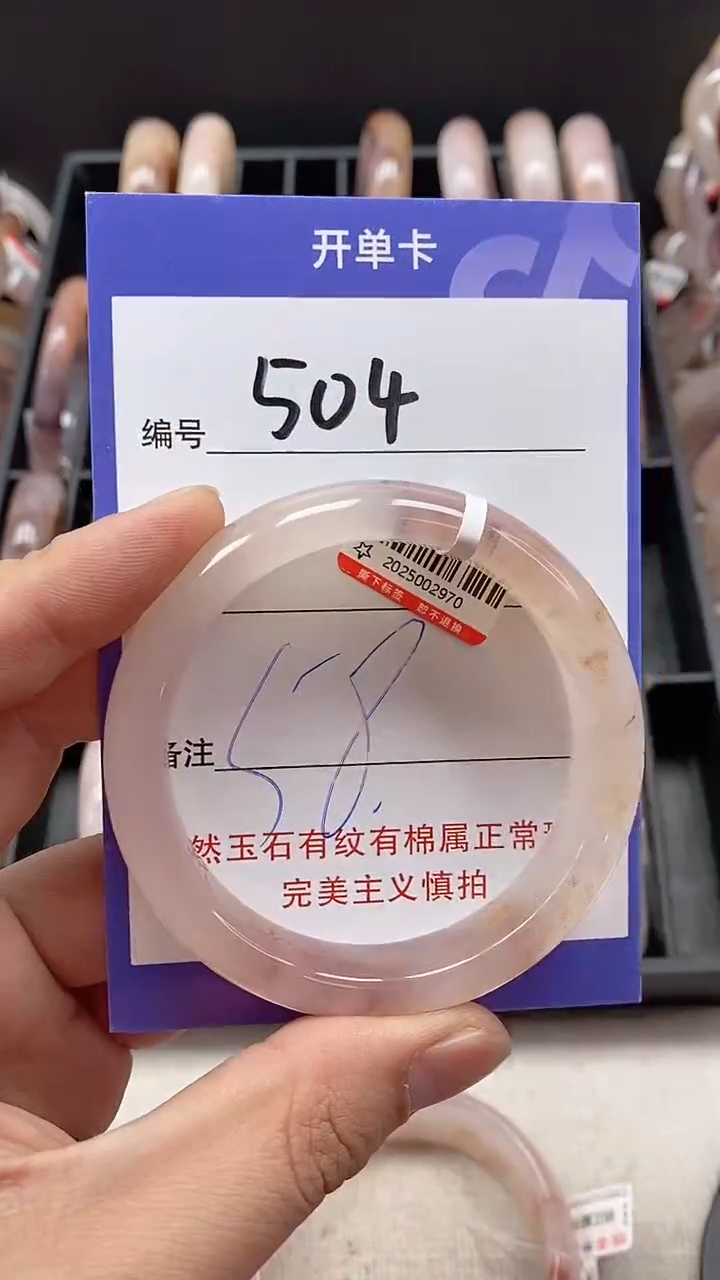 开单卡
编号 504
2025002970
撕下标签 恕不退换
备注 58.
然玉石有纹有棉属正常
完美主义慎拍